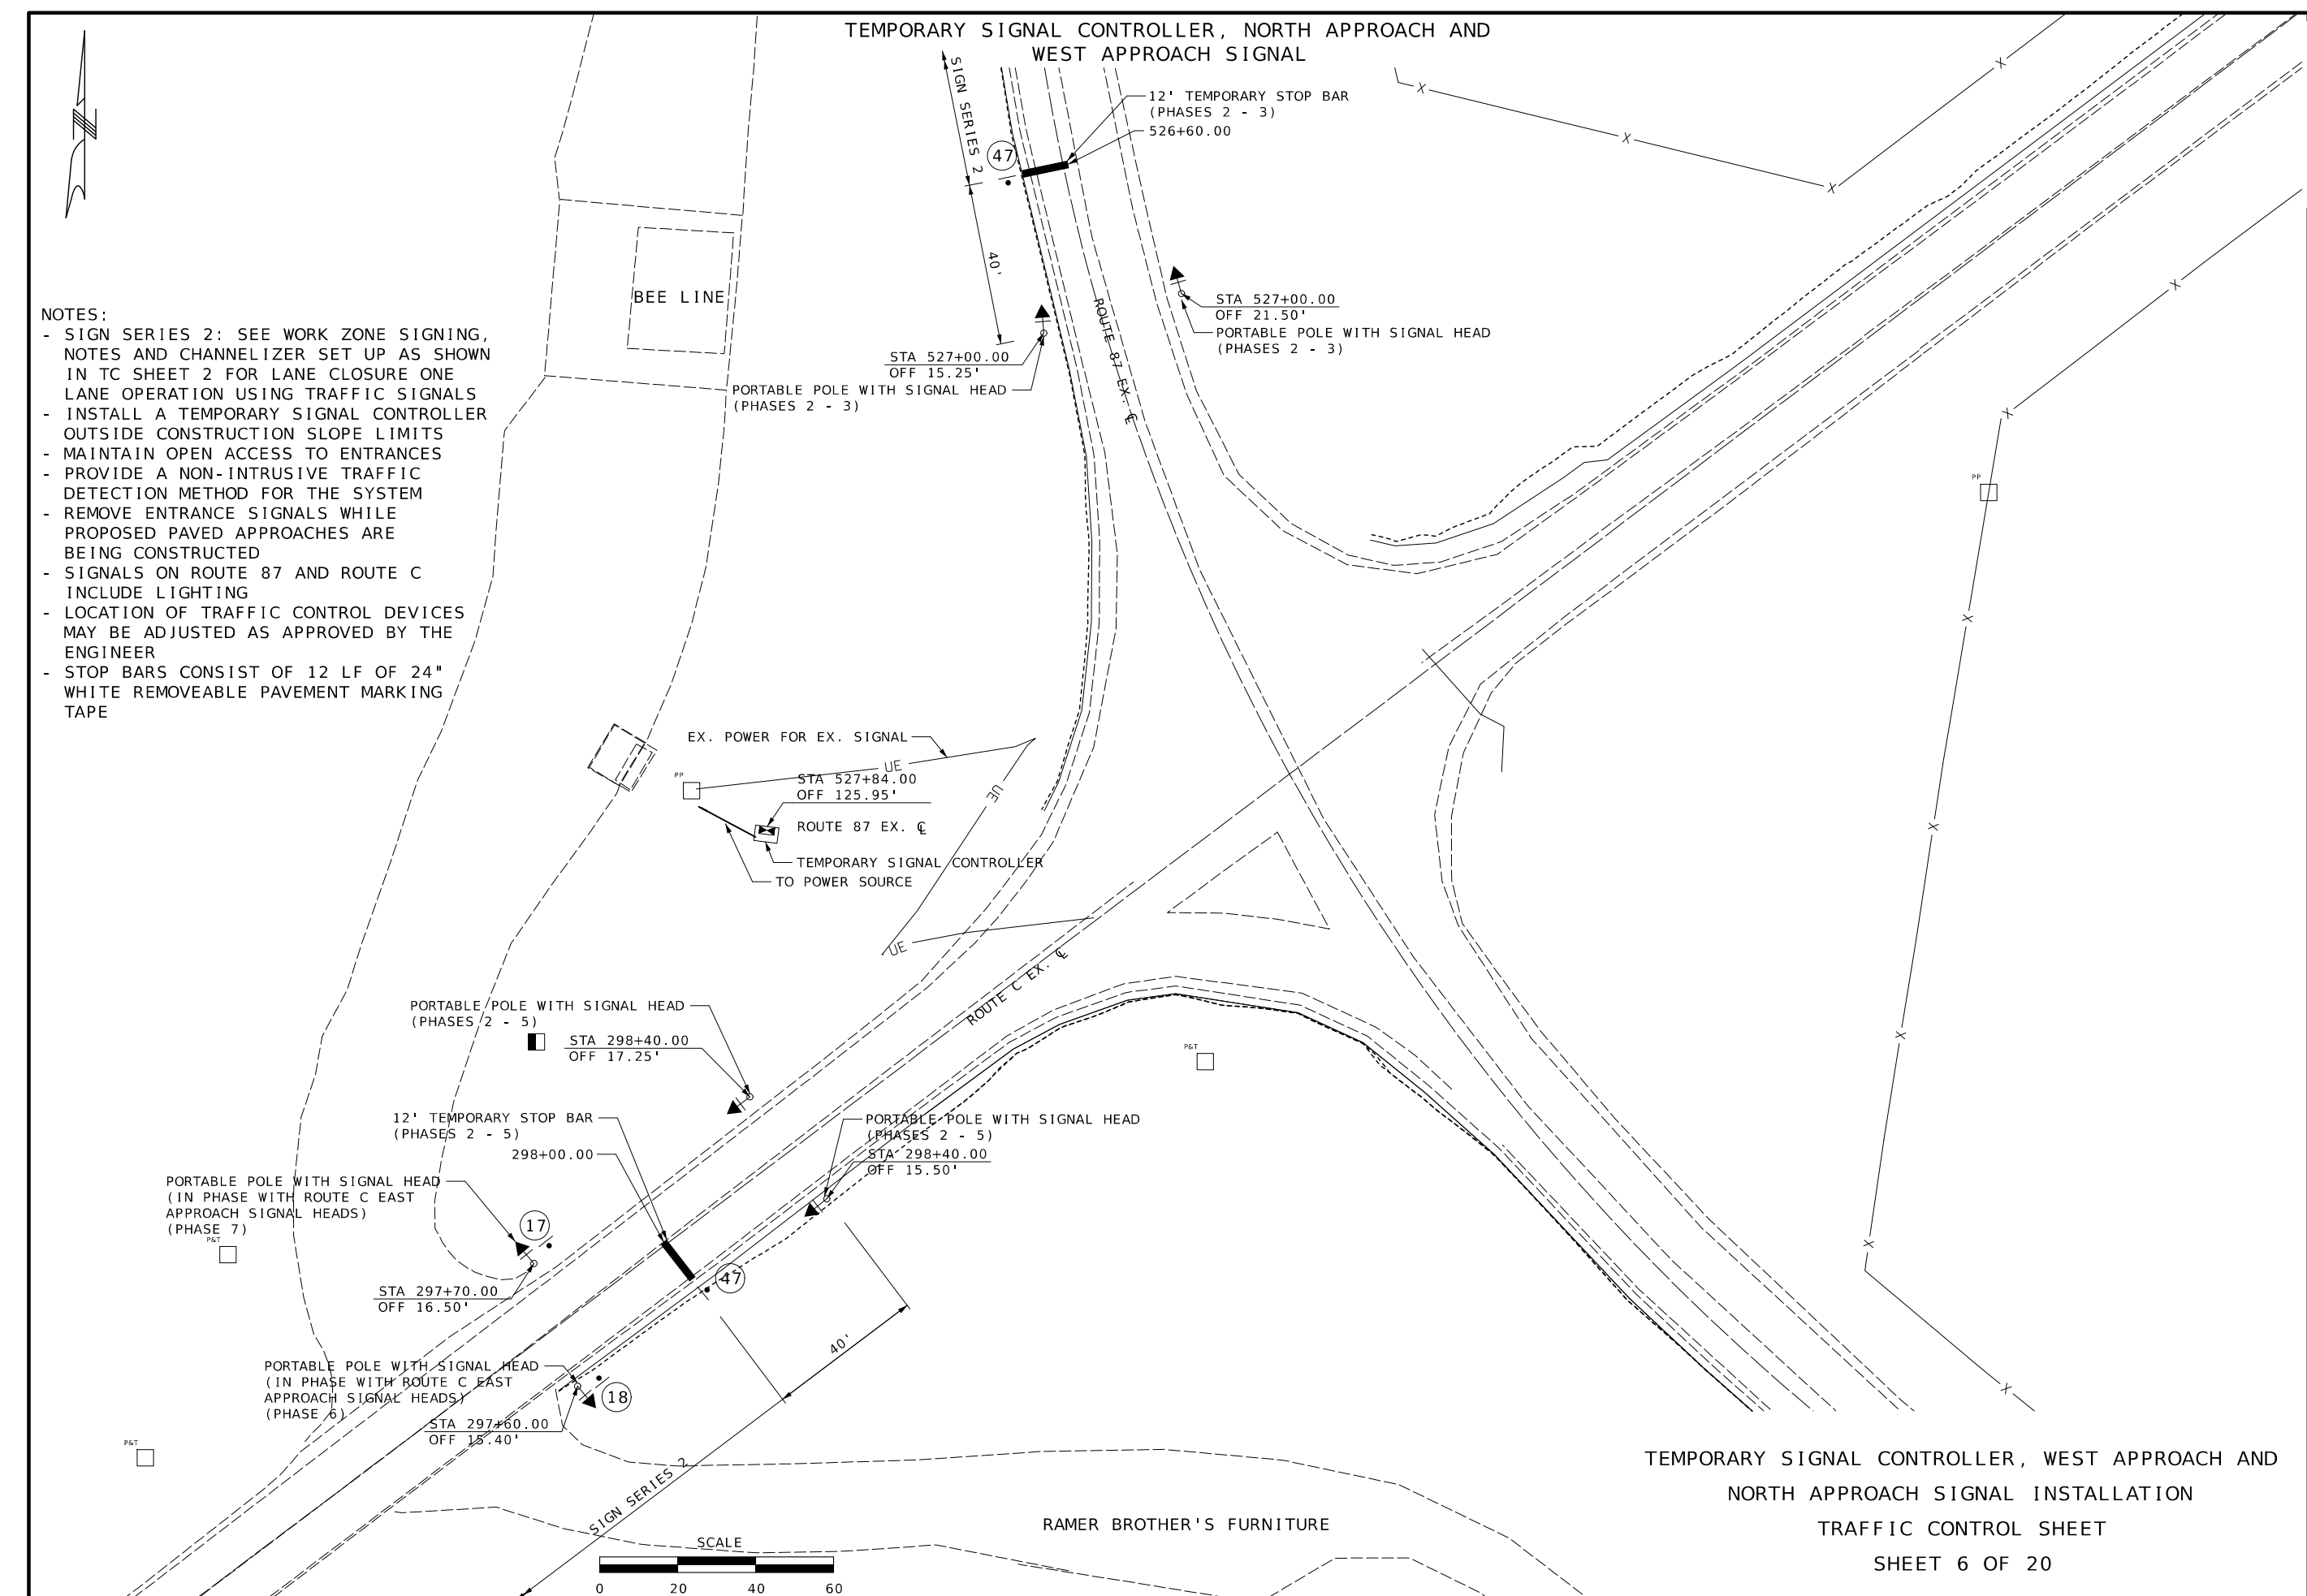 TEMPORARY SIGNAL CONTROLLER, NORTH APPROACH AND
WEST APPROACH SIGNAL
SIGN SERIES 2
12' TEMPORARY STOP BAR
(PHASES 2 - 3)
526+60.00
47
40'
BEE LINE
STA 527+00.00
OFF 21.50'
PORTABLE POLE WITH SIGNAL HEAD
(PHASES 2 - 3)
ROUTE 87 EX. ℄
STA 527+00.00
OFF 15.25'
PORTABLE POLE WITH SIGNAL HEAD
(PHASES 2 - 3)
NOTES:
- SIGN SERIES 2: SEE WORK ZONE SIGNING,
NOTES AND CHANNELIZER SET UP AS SHOWN
IN TC SHEET 2 FOR LANE CLOSURE ONE
LANE OPERATION USING TRAFFIC SIGNALS
- INSTALL A TEMPORARY SIGNAL CONTROLLER
OUTSIDE CONSTRUCTION SLOPE LIMITS
- MAINTAIN OPEN ACCESS TO ENTRANCES
- PROVIDE A NON-INTRUSIVE TRAFFIC
DETECTION METHOD FOR THE SYSTEM
- REMOVE ENTRANCE SIGNALS WHILE
PROPOSED PAVED APPROACHES ARE
BEING CONSTRUCTED
- SIGNALS ON ROUTE 87 AND ROUTE C
INCLUDE LIGHTING
- LOCATION OF TRAFFIC CONTROL DEVICES
MAY BE ADJUSTED AS APPROVED BY THE
ENGINEER
- STOP BARS CONSIST OF 12 LF OF 24"
WHITE REMOVEABLE PAVEMENT MARKING
TAPE
PP
EX. POWER FOR EX. SIGNAL
UE
PP
STA 527+84.00
OFF 125.95'
UE
ROUTE 87 EX. ℄
TEMPORARY SIGNAL CONTROLLER
TO POWER SOURCE
UE
ROUTE C EX. ℄
PORTABLE POLE WITH SIGNAL HEAD
(PHASES 2 - 5)
STA 298+40.00
OFF 17.25'
P&T
12' TEMPORARY STOP BAR
(PHASES 2 - 5)
298+00.00
PORTABLE POLE WITH SIGNAL HEAD
(PHASES 2 - 5)
STA 298+40.00
OFF 15.50'
PORTABLE POLE WITH SIGNAL HEAD
(IN PHASE WITH ROUTE C EAST
APPROACH SIGNAL HEADS)
(PHASE 7)
P&T
17
47
STA 297+70.00
OFF 16.50'
40'
PORTABLE POLE WITH SIGNAL HEAD
(IN PHASE WITH ROUTE C EAST
APPROACH SIGNAL HEADS)
(PHASE 6)
18
STA 297+60.00
OFF 15.40'
P&T
SIGN SERIES 2
RAMER BROTHER'S FURNITURE
SCALE
0 20 40 60
TEMPORARY SIGNAL CONTROLLER, WEST APPROACH AND
NORTH APPROACH SIGNAL INSTALLATION
TRAFFIC CONTROL SHEET
SHEET 6 OF 20